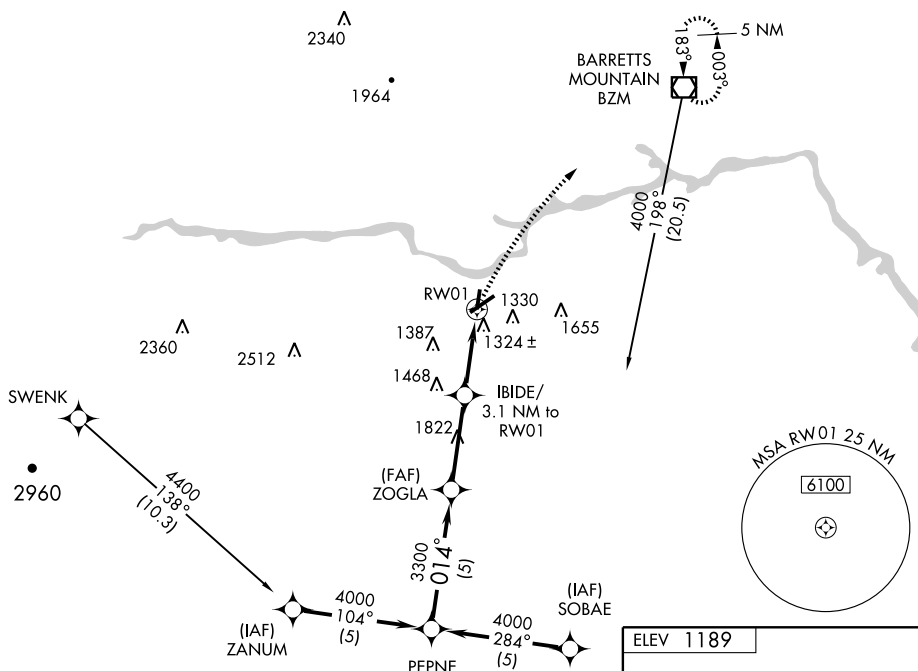 2340
1964
BARRETTS
MOUNTAIN
BZM
183°
003°
5 NM
4000
198°
(20.5)
RW01
1330
1655
1324 ±
1387
1468
2360
2512
IBIDE/
3.1 NM to
RW01
1822
SWENK
2960
4400
138°
(10.3)
(FAF)
ZOGLA
3300
014°
(5)
MSA RW01 25 NM
6100
(IAF)
ZANUM
4000
104°
(5)
4000
284°
(5)
(IAF)
SOBAE
ELEV 1189